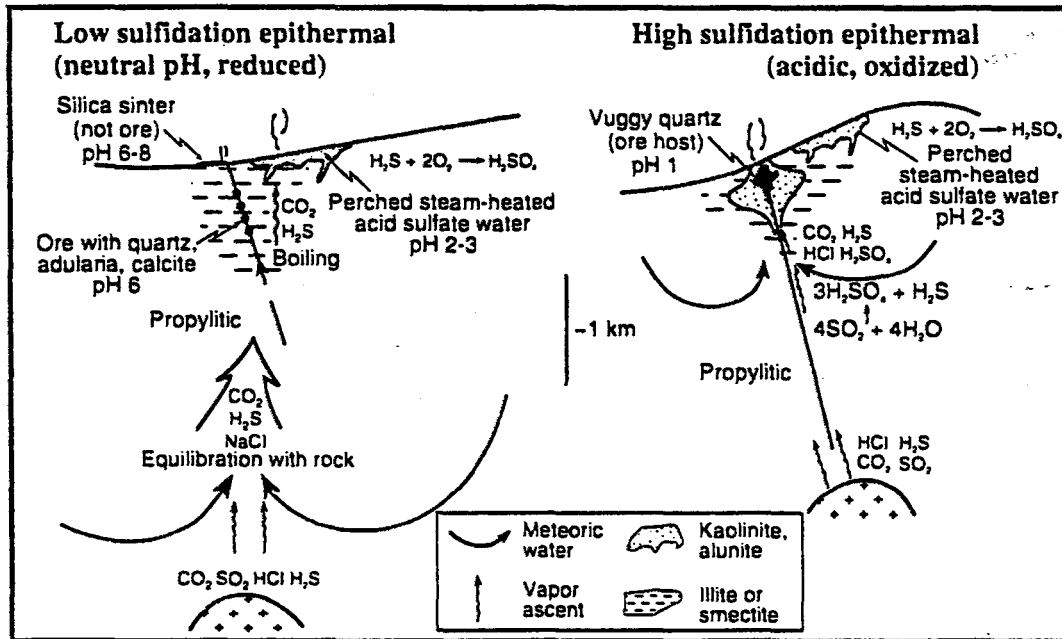 Low sulfidation epithermal
(neutral pH, reduced)
Silica sinter
(not ore)
pH 6-8
H₂S + 2O₂ → H₂SO₄
Perched steam-heated
acid sulfate water
pH 2-3
CO₂
H₂S
Boiling
Ore with quartz,
adularia, calcite
pH 6
Propylitic
CO₂
H₂S
NaCl
Equilibration with rock
CO₂ SO₂ HCl H₂S
~1 km
High sulfidation epithermal
(acidic, oxidized)
Vuggy quartz
(ore host)
pH 1
H₂S + 2O₂ → H₂SO₄
Perched
steam-heated
acid sulfate water
pH 2-3
CO₂ H₂S
HCl H₂SO₄
3H₂SO₄ + H₂S
4SO₂ + 4H₂O
Propylitic
HCl H₂S
CO₂ SO₂
Meteoric
water
Kaolinite,
alunite
Vapor
ascent
Illite or
smectite